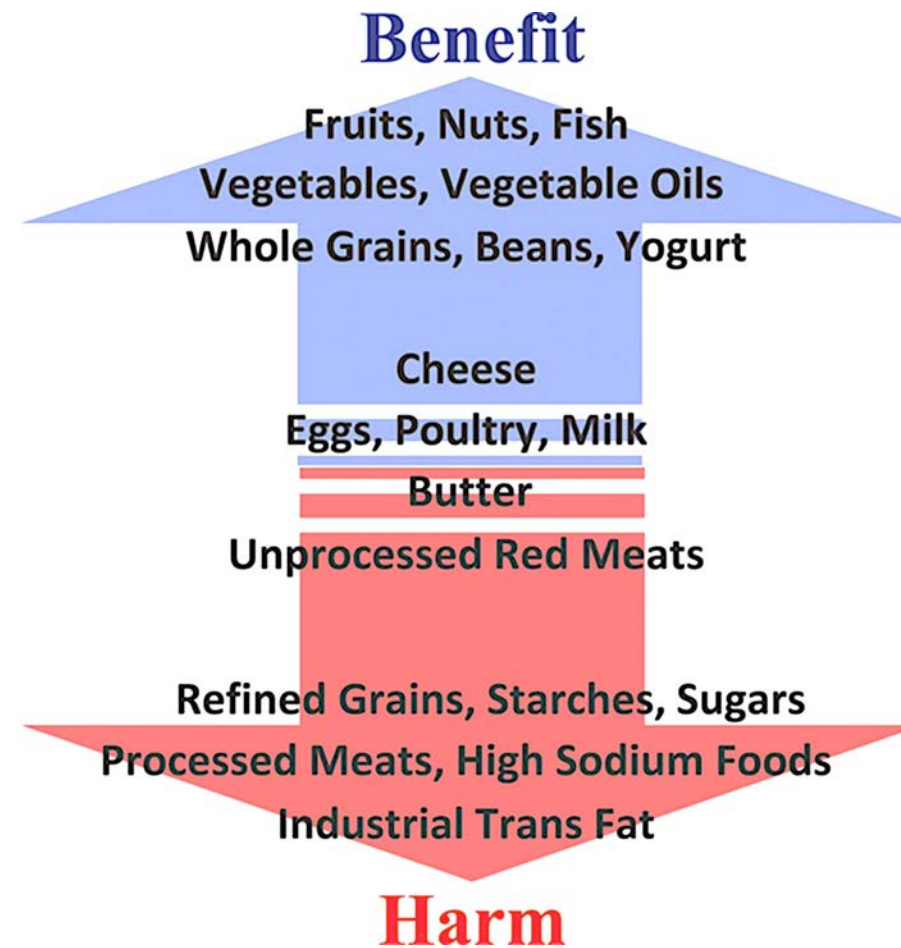 Benefit
Fruits, Nuts, Fish
Vegetables, Vegetable Oils
Whole Grains, Beans, Yogurt
Cheese
Eggs, Poultry, Milk
Butter
Unprocessed Red Meats
Refined Grains, Starches, Sugars
Processed Meats, High Sodium Foods
Industrial Trans Fat
Harm